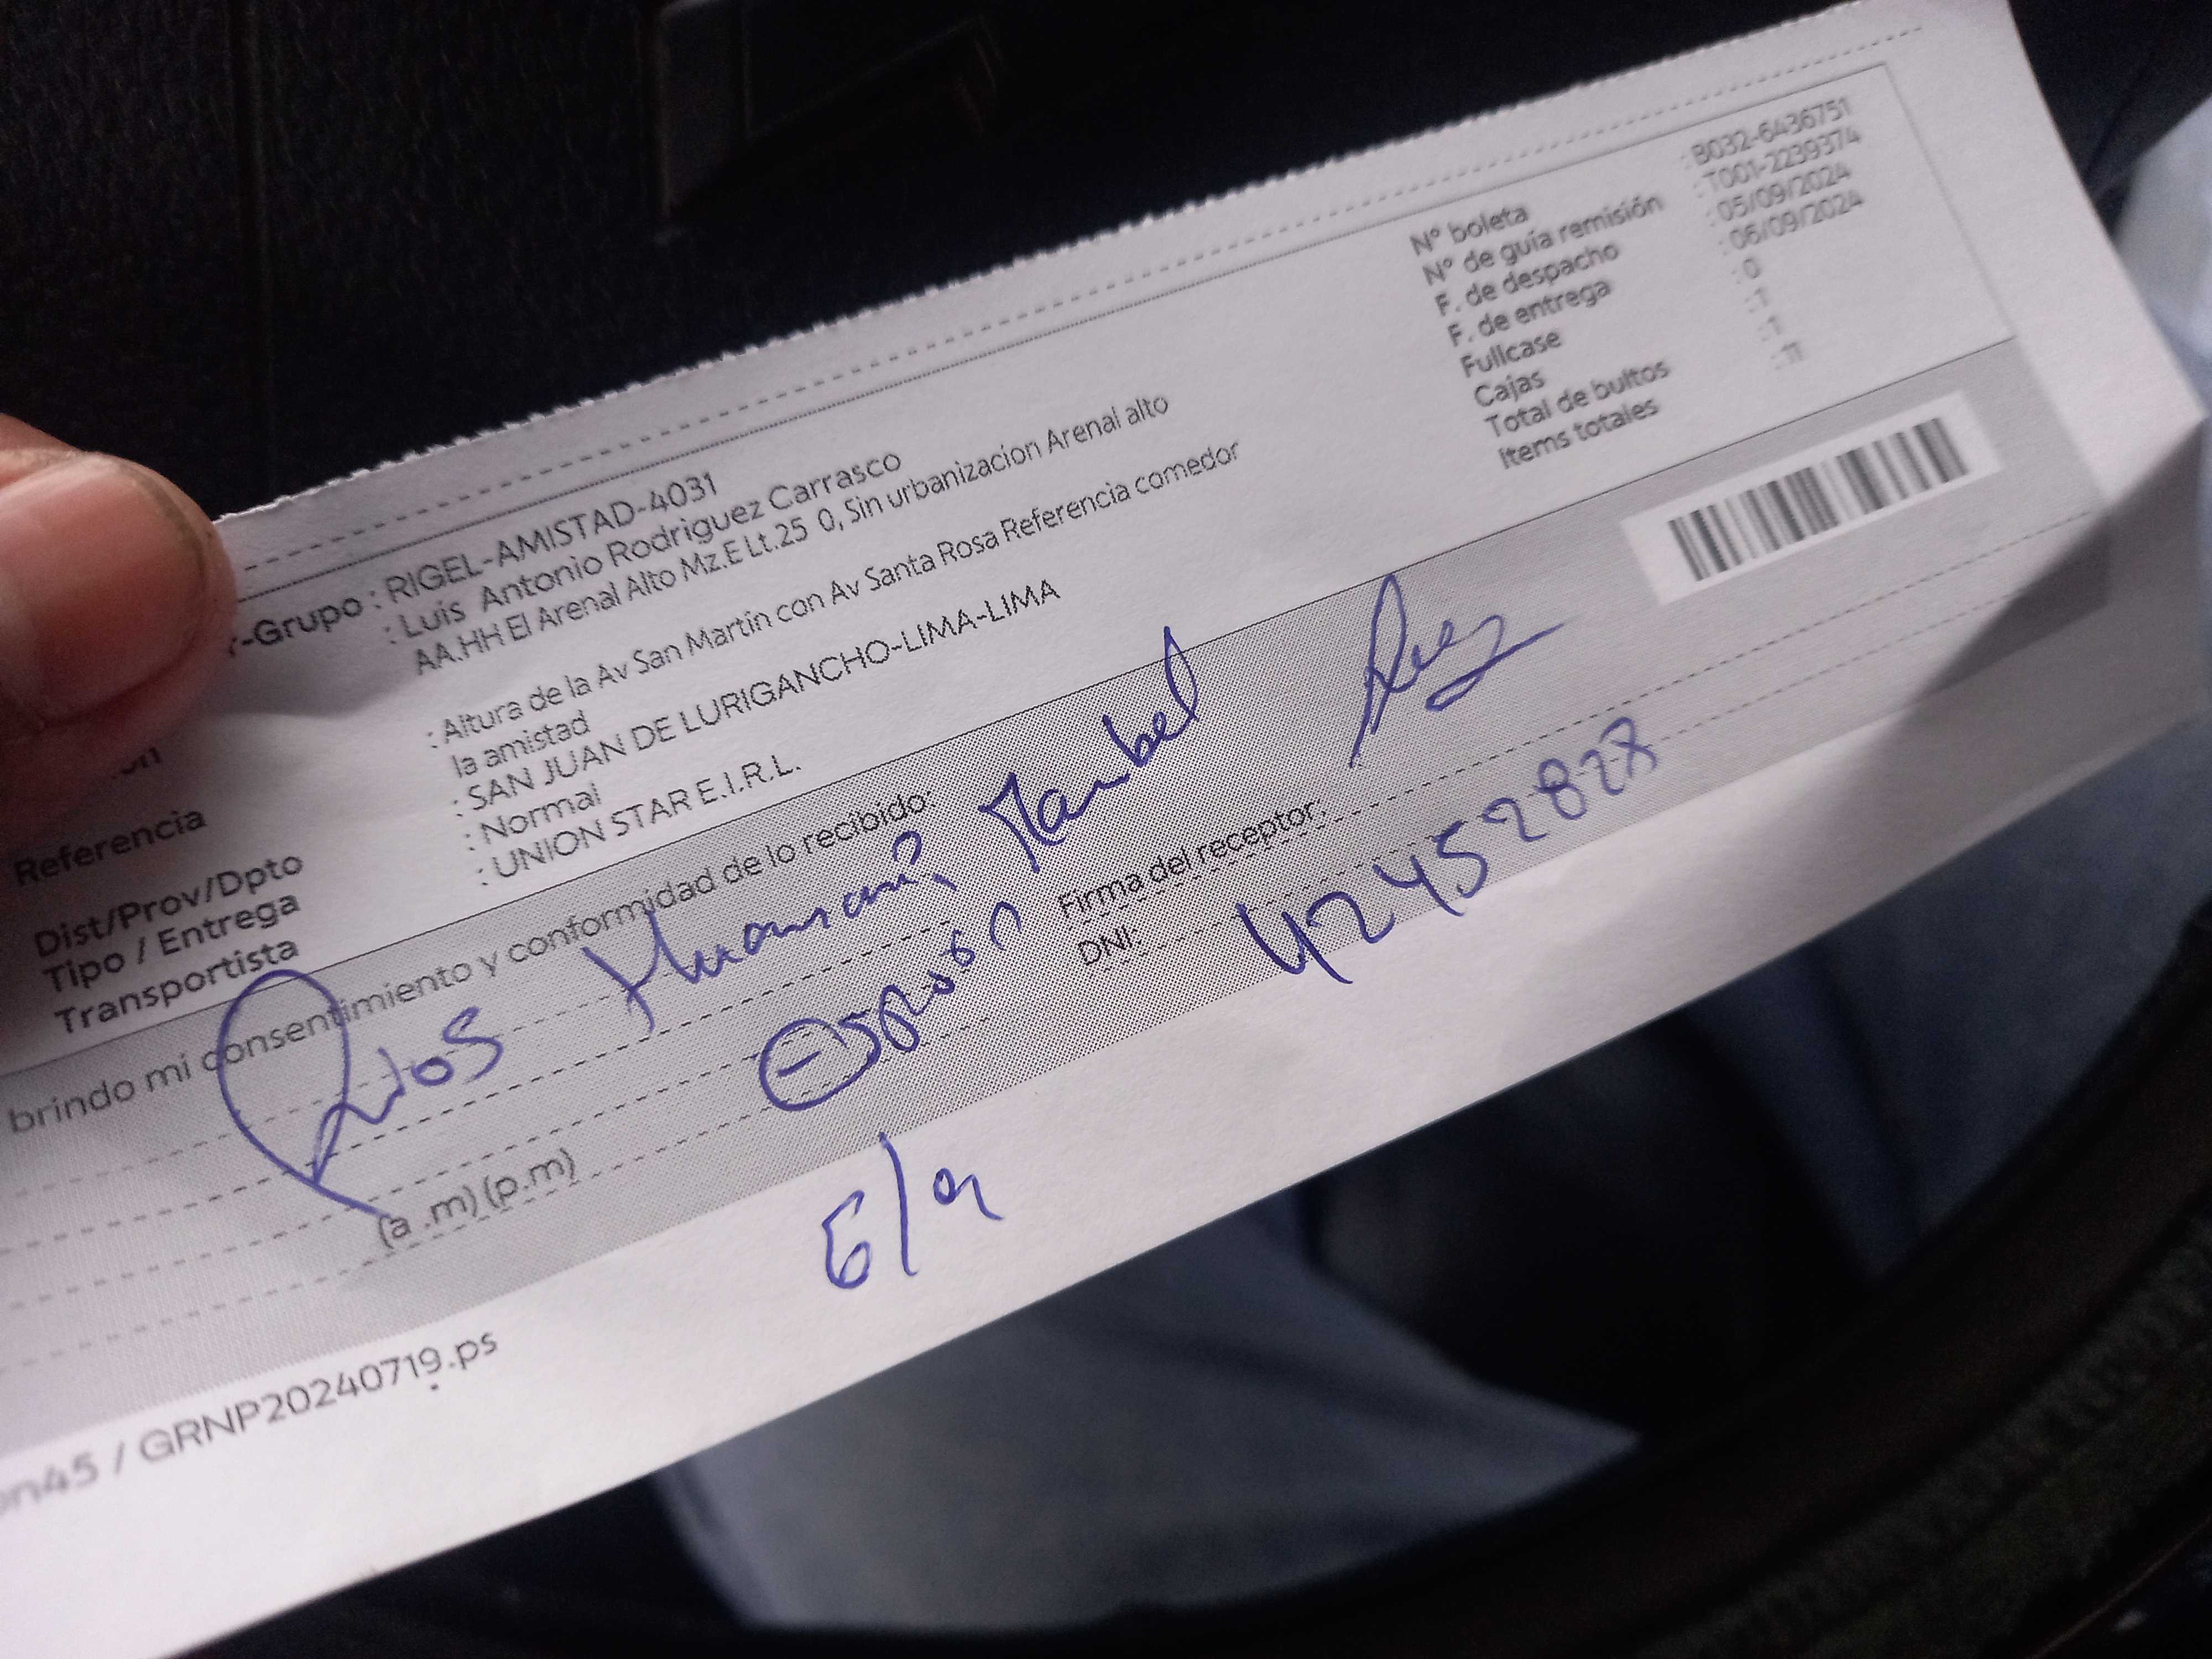 -Grupo : RIGEL-AMISTAD-4031
: Luis Antonio Rodriguez Carrasco
AA.HH El Arenal Alto Mz.E Lt.25 0, Sin urbanizacion Arenal alto
Referencia : Altura de la Av San Martin con Av Santa Rosa Referencia comedor
la amistad
Dist/Prov/Dpto : SAN JUAN DE LURIGANCHO-LIMA-LIMA
Tipo / Entrega : Normal
Transportista : UNION STAR E.I.R.L.
N° boleta : B032-6436751
N° de guía remisión : T001-2239374
F. de despacho : 05/09/2024
F. de entrega : 06/09/2024
Fullcase : 0
Cajas : 1
Total de bultos : 1
Items totales : 11
brindo mi consentimiento y conformidad de lo recibido:
Rios Huamaní, Maribel
Esposo
Firma del receptor:
DNI: 42452828
(a .m) (p.m)
6/9
n45 / GRNP20240719.ps